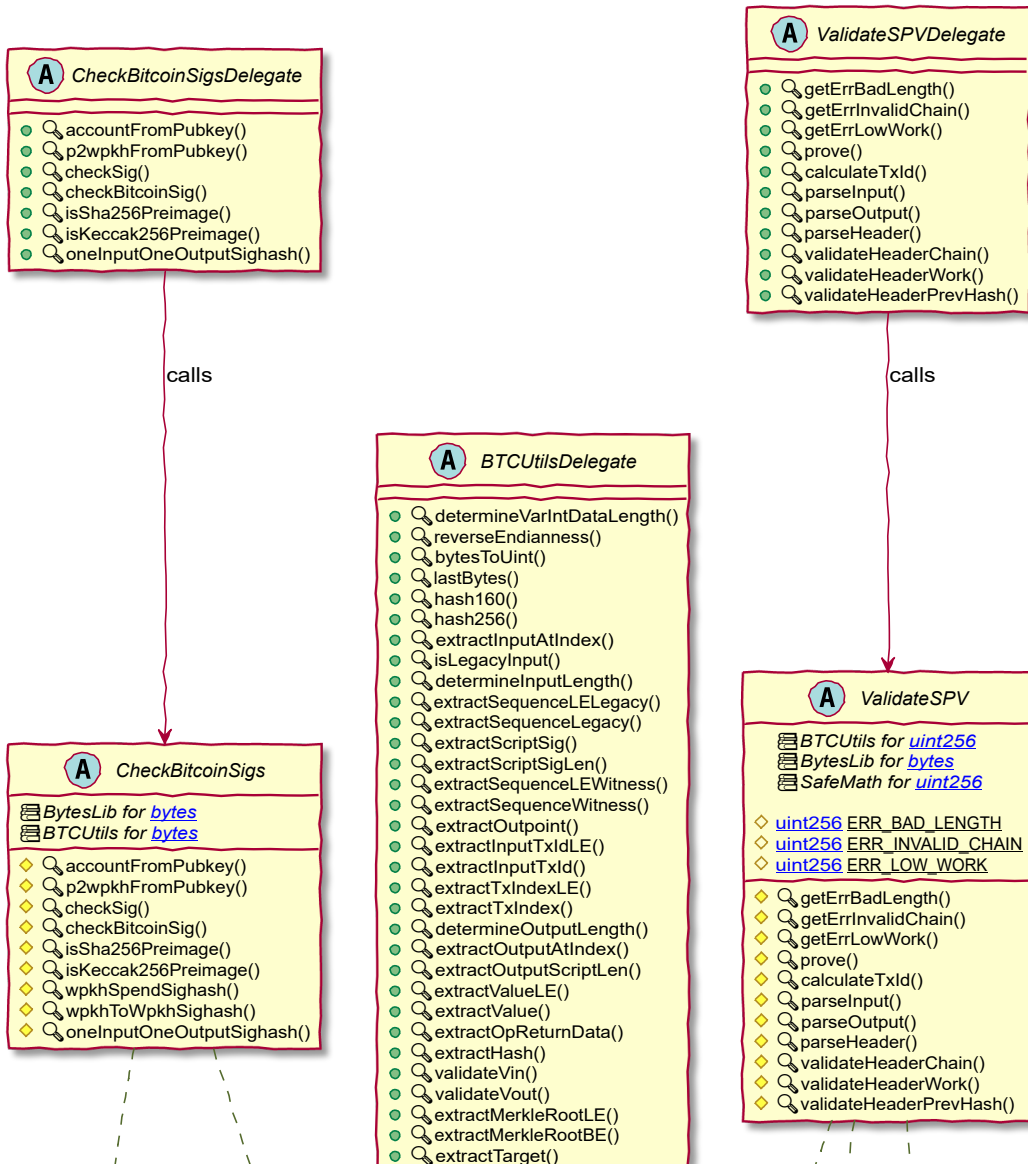 A CheckBitcoinSigsDelegate
accountFromPubkey()
p2wpkhFromPubkey()
checkSig()
checkBitcoinSig()
isSha256Preimage()
isKeccak256Preimage()
oneInputOneOutputSighash()
calls
A CheckBitcoinSigs
BytesLib for bytes
BTCUtils for bytes
accountFromPubkey()
p2wpkhFromPubkey()
checkSig()
checkBitcoinSig()
isSha256Preimage()
isKeccak256Preimage()
wpkhSpendSighash()
wpkhToWpkhSighash()
oneInputOneOutputSighash()
A BTCUtilsDelegate
determineVarIntDataLength()
reverseEndianness()
bytesToUint()
lastBytes()
hash160()
hash256()
extractInputAtIndex()
isLegacyInput()
determineInputLength()
extractSequenceLELegacy()
extractSequenceLegacy()
extractScriptSig()
extractScriptSigLen()
extractSequenceLEWitness()
extractSequenceWitness()
extractOutpoint()
extractInputTxIdLE()
extractInputTxId()
extractTxIndexLE()
extractTxIndex()
determineOutputLength()
extractOutputAtIndex()
extractOutputScriptLen()
extractValueLE()
extractValue()
extractOpReturnData()
extractHash()
validateVin()
validateVout()
extractMerkleRootLE()
extractMerkleRootBE()
extractTarget()
A ValidateSPVDelegate
getErrBadLength()
getErrInvalidChain()
getErrLowWork()
prove()
calculateTxId()
parseInput()
parseOutput()
parseHeader()
validateHeaderChain()
validateHeaderWork()
validateHeaderPrevHash()
calls
A ValidateSPV
BTCUtils for uint256
BytesLib for bytes
SafeMath for uint256
uint256 ERR_BAD_LENGTH
uint256 ERR_INVALID_CHAIN
uint256 ERR_LOW_WORK
getErrBadLength()
getErrInvalidChain()
getErrLowWork()
prove()
calculateTxId()
parseInput()
parseOutput()
parseHeader()
validateHeaderChain()
validateHeaderWork()
validateHeaderPrevHash()